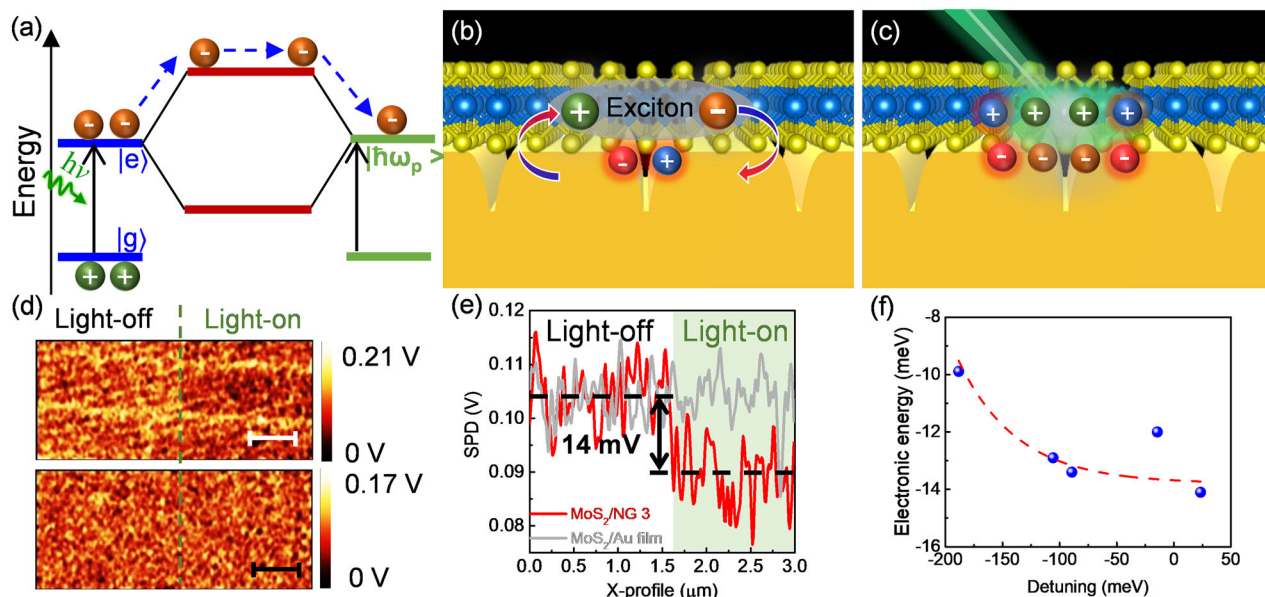 (a)
Energy
hν
|e⟩
|g⟩
|ħωp >
- - - - -
+ +
(b)
+ Exciton -
- +
(c)
+ + + +
- - - -
(d)
Light-off
Light-on
0.21 V
0 V
0.17 V
0 V
(e)
Light-off
Light-on
14 mV
MoS2/NG 3
MoS2/Au film
SPD (V)
0.12
0.11
0.10
0.09
0.08
0.0 0.5 1.0 1.5 2.0 2.5 3.0
X-profile (μm)
(f)
Electronic energy (meV)
-8
-10
-12
-14
-16
-200 -150 -100 -50 0 50
Detuning (meV)